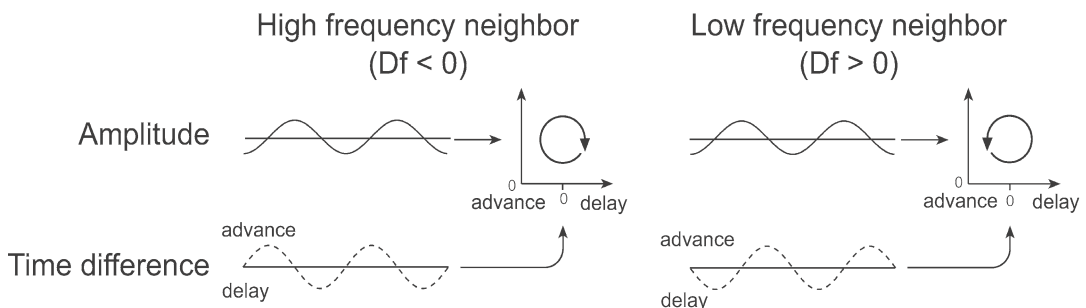 High frequency neighbor
(Df < 0)
Low frequency neighbor
(Df > 0)
Amplitude
0
advance 0 delay
0
advance 0 delay
Time difference
advance
delay
advance
delay